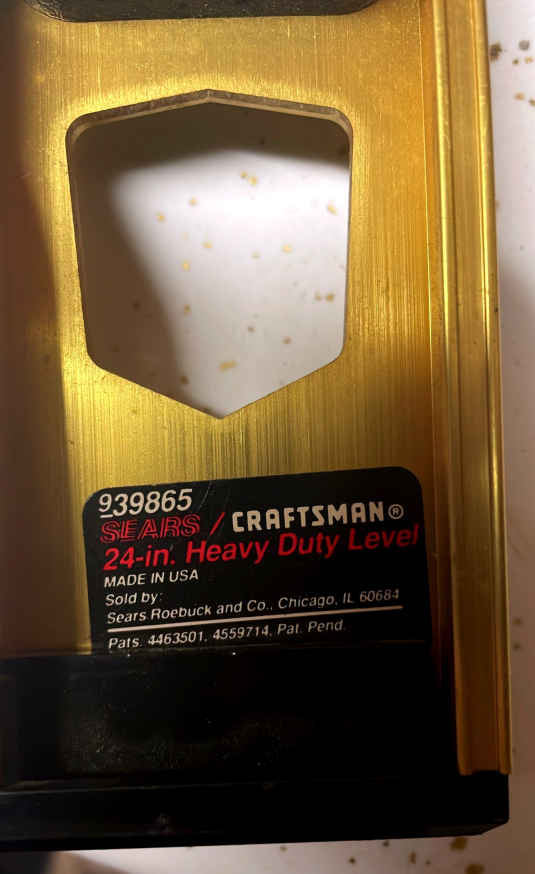 939865
SEARS / CRAFTSMAN®
24-in. Heavy Duty Level
MADE IN USA
Sold by:
Sears Roebuck and Co., Chicago, IL 60684
Pats. 4463501, 4559714, Pat. Pend.